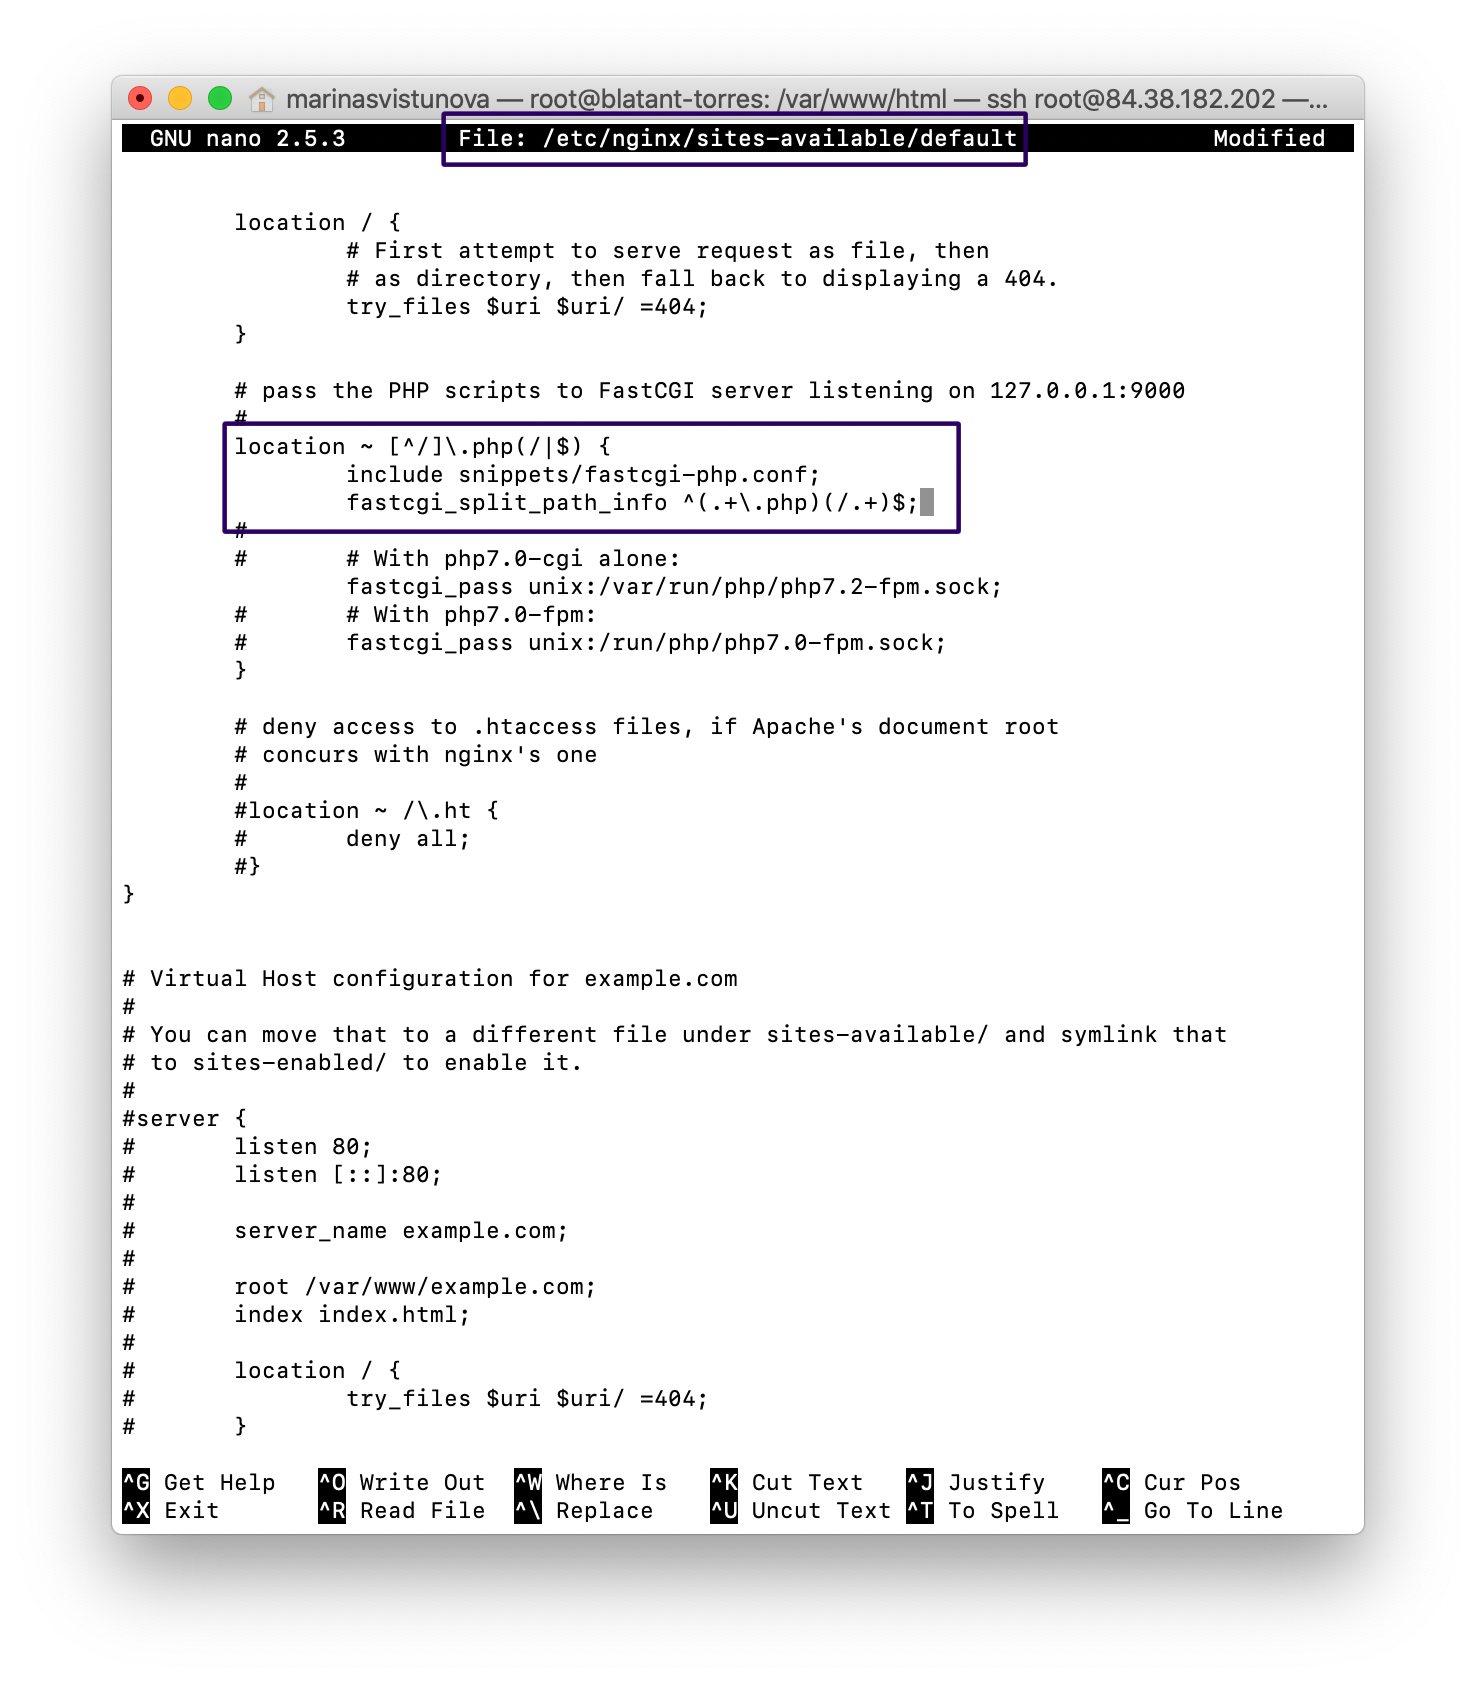 marinasvistunova — root@blatant-torres: /var/www/html — ssh root@84.38.182.202 —...
GNU nano 2.5.3 File: /etc/nginx/sites-available/default Modified
location / {
# First attempt to serve request as file, then
# as directory, then fall back to displaying a 404.
try_files $uri $uri/ =404;
}
# pass the PHP scripts to FastCGI server listening on 127.0.0.1:9000
#
location ~ [^/]\.php(/|$) {
include snippets/fastcgi-php.conf;
fastcgi_split_path_info ^(.+\.php)(/.+)$;
#
# # With php7.0-cgi alone:
fastcgi_pass unix:/var/run/php/php7.2-fpm.sock;
# # With php7.0-fpm:
# fastcgi_pass unix:/run/php/php7.0-fpm.sock;
}
# deny access to .htaccess files, if Apache's document root
# concurs with nginx's one
#
#location ~ /\.ht {
# deny all;
#}
}
# Virtual Host configuration for example.com
#
# You can move that to a different file under sites-available/ and symlink that
# to sites-enabled/ to enable it.
#
#server {
# listen 80;
# listen [::]:80;
#
# server_name example.com;
#
# root /var/www/example.com;
# index index.html;
#
# location / {
# try_files $uri $uri/ =404;
# }
^G Get Help ^O Write Out ^W Where Is ^K Cut Text ^J Justify ^C Cur Pos
^X Exit ^R Read File ^\ Replace ^U Uncut Text ^T To Spell ^_ Go To Line